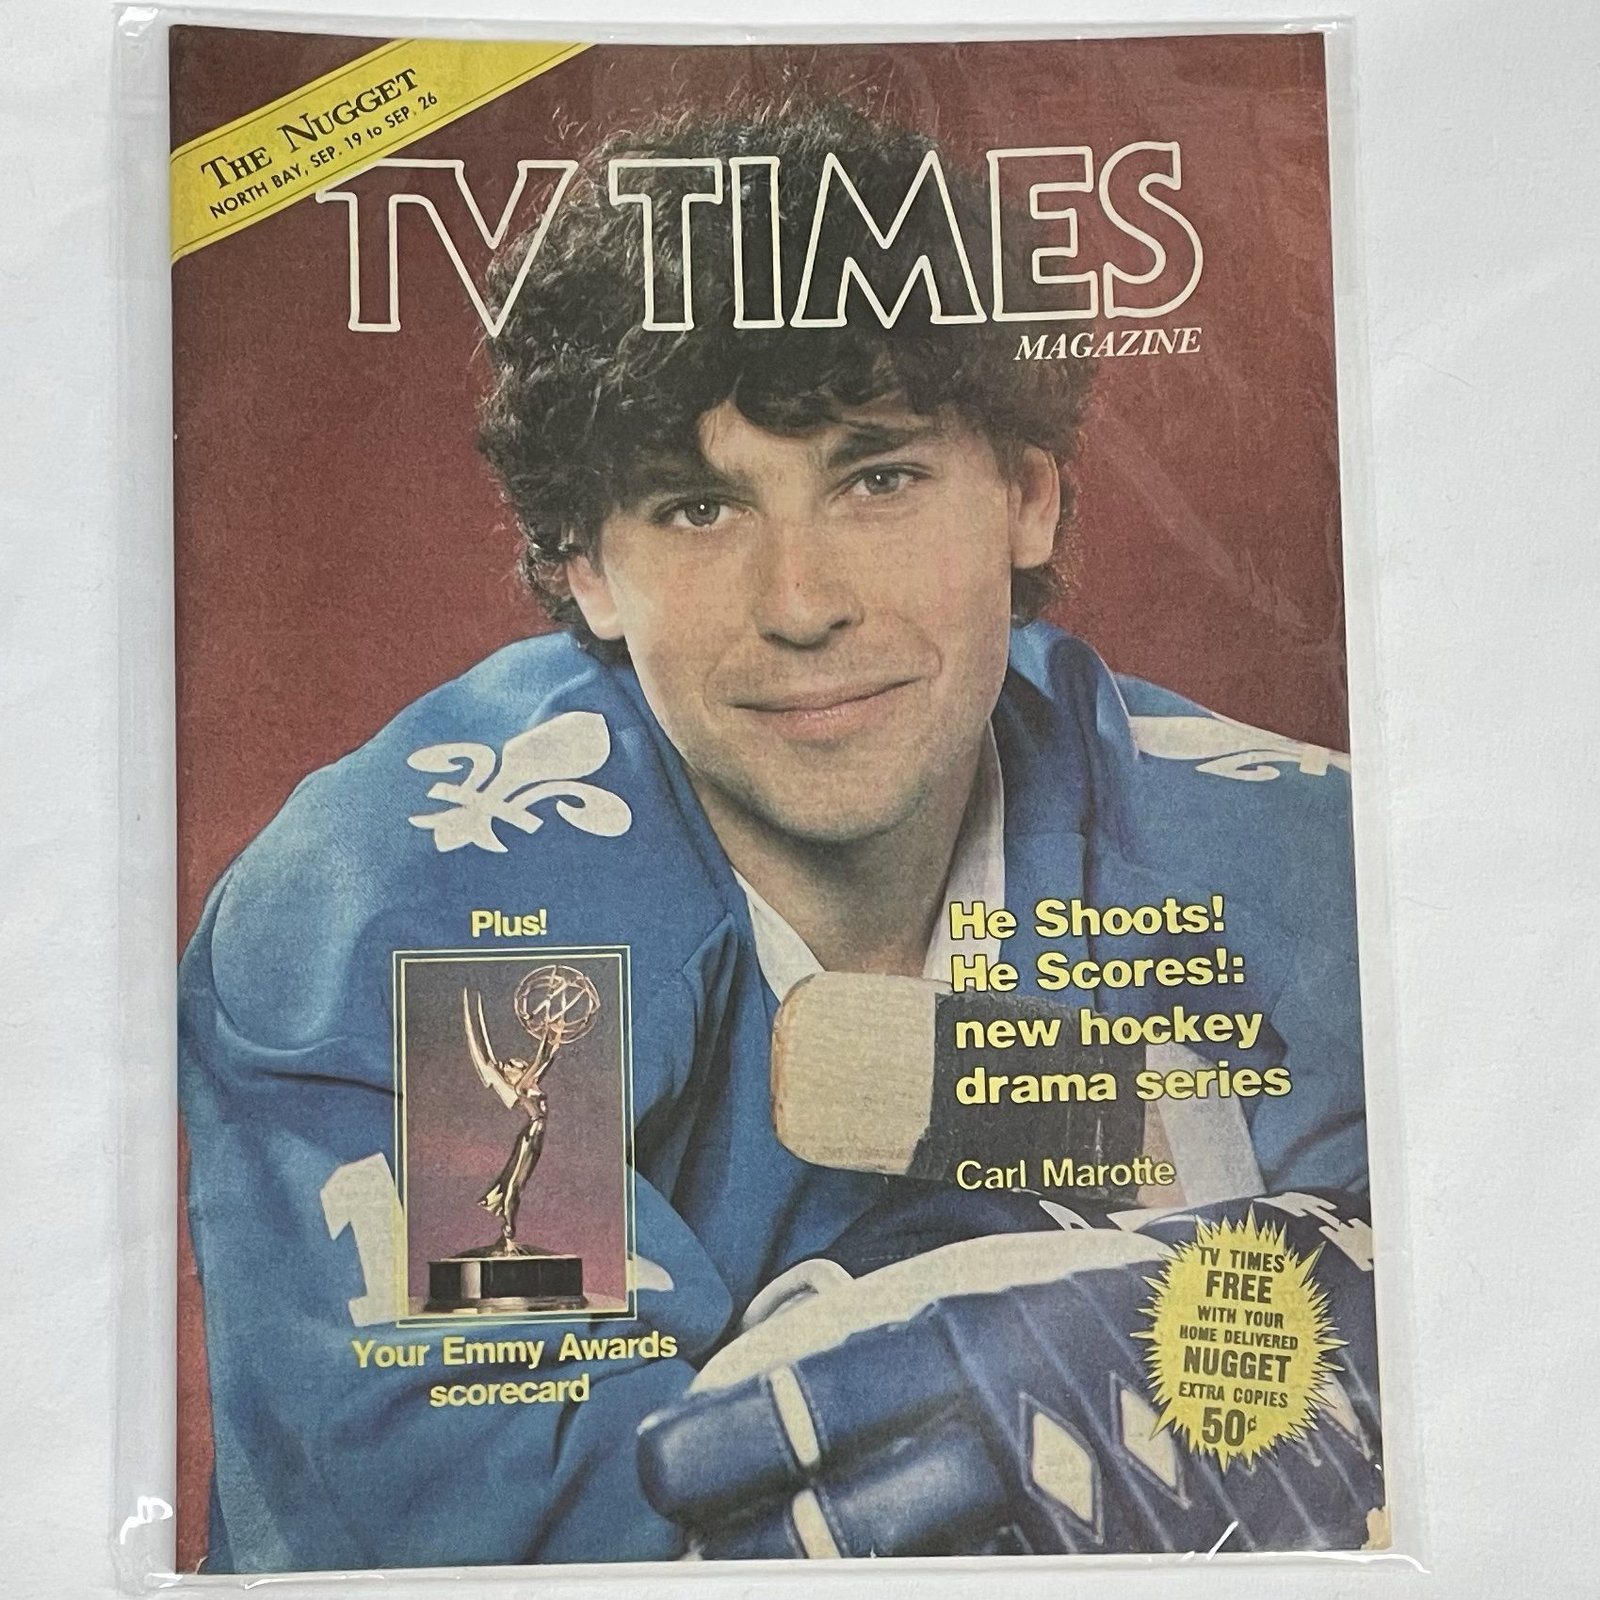 THE NUGGET
NORTH BAY, SEP. 19 to SEP. 26
TV TIMES
MAGAZINE
Plus!
Your Emmy Awards
scorecard
He Shoots!
He Scores!:
new hockey
drama series
Carl Marotte
1
TV TIMES
FREE
WITH YOUR
HOME DELIVERED
NUGGET
EXTRA COPIES
50¢